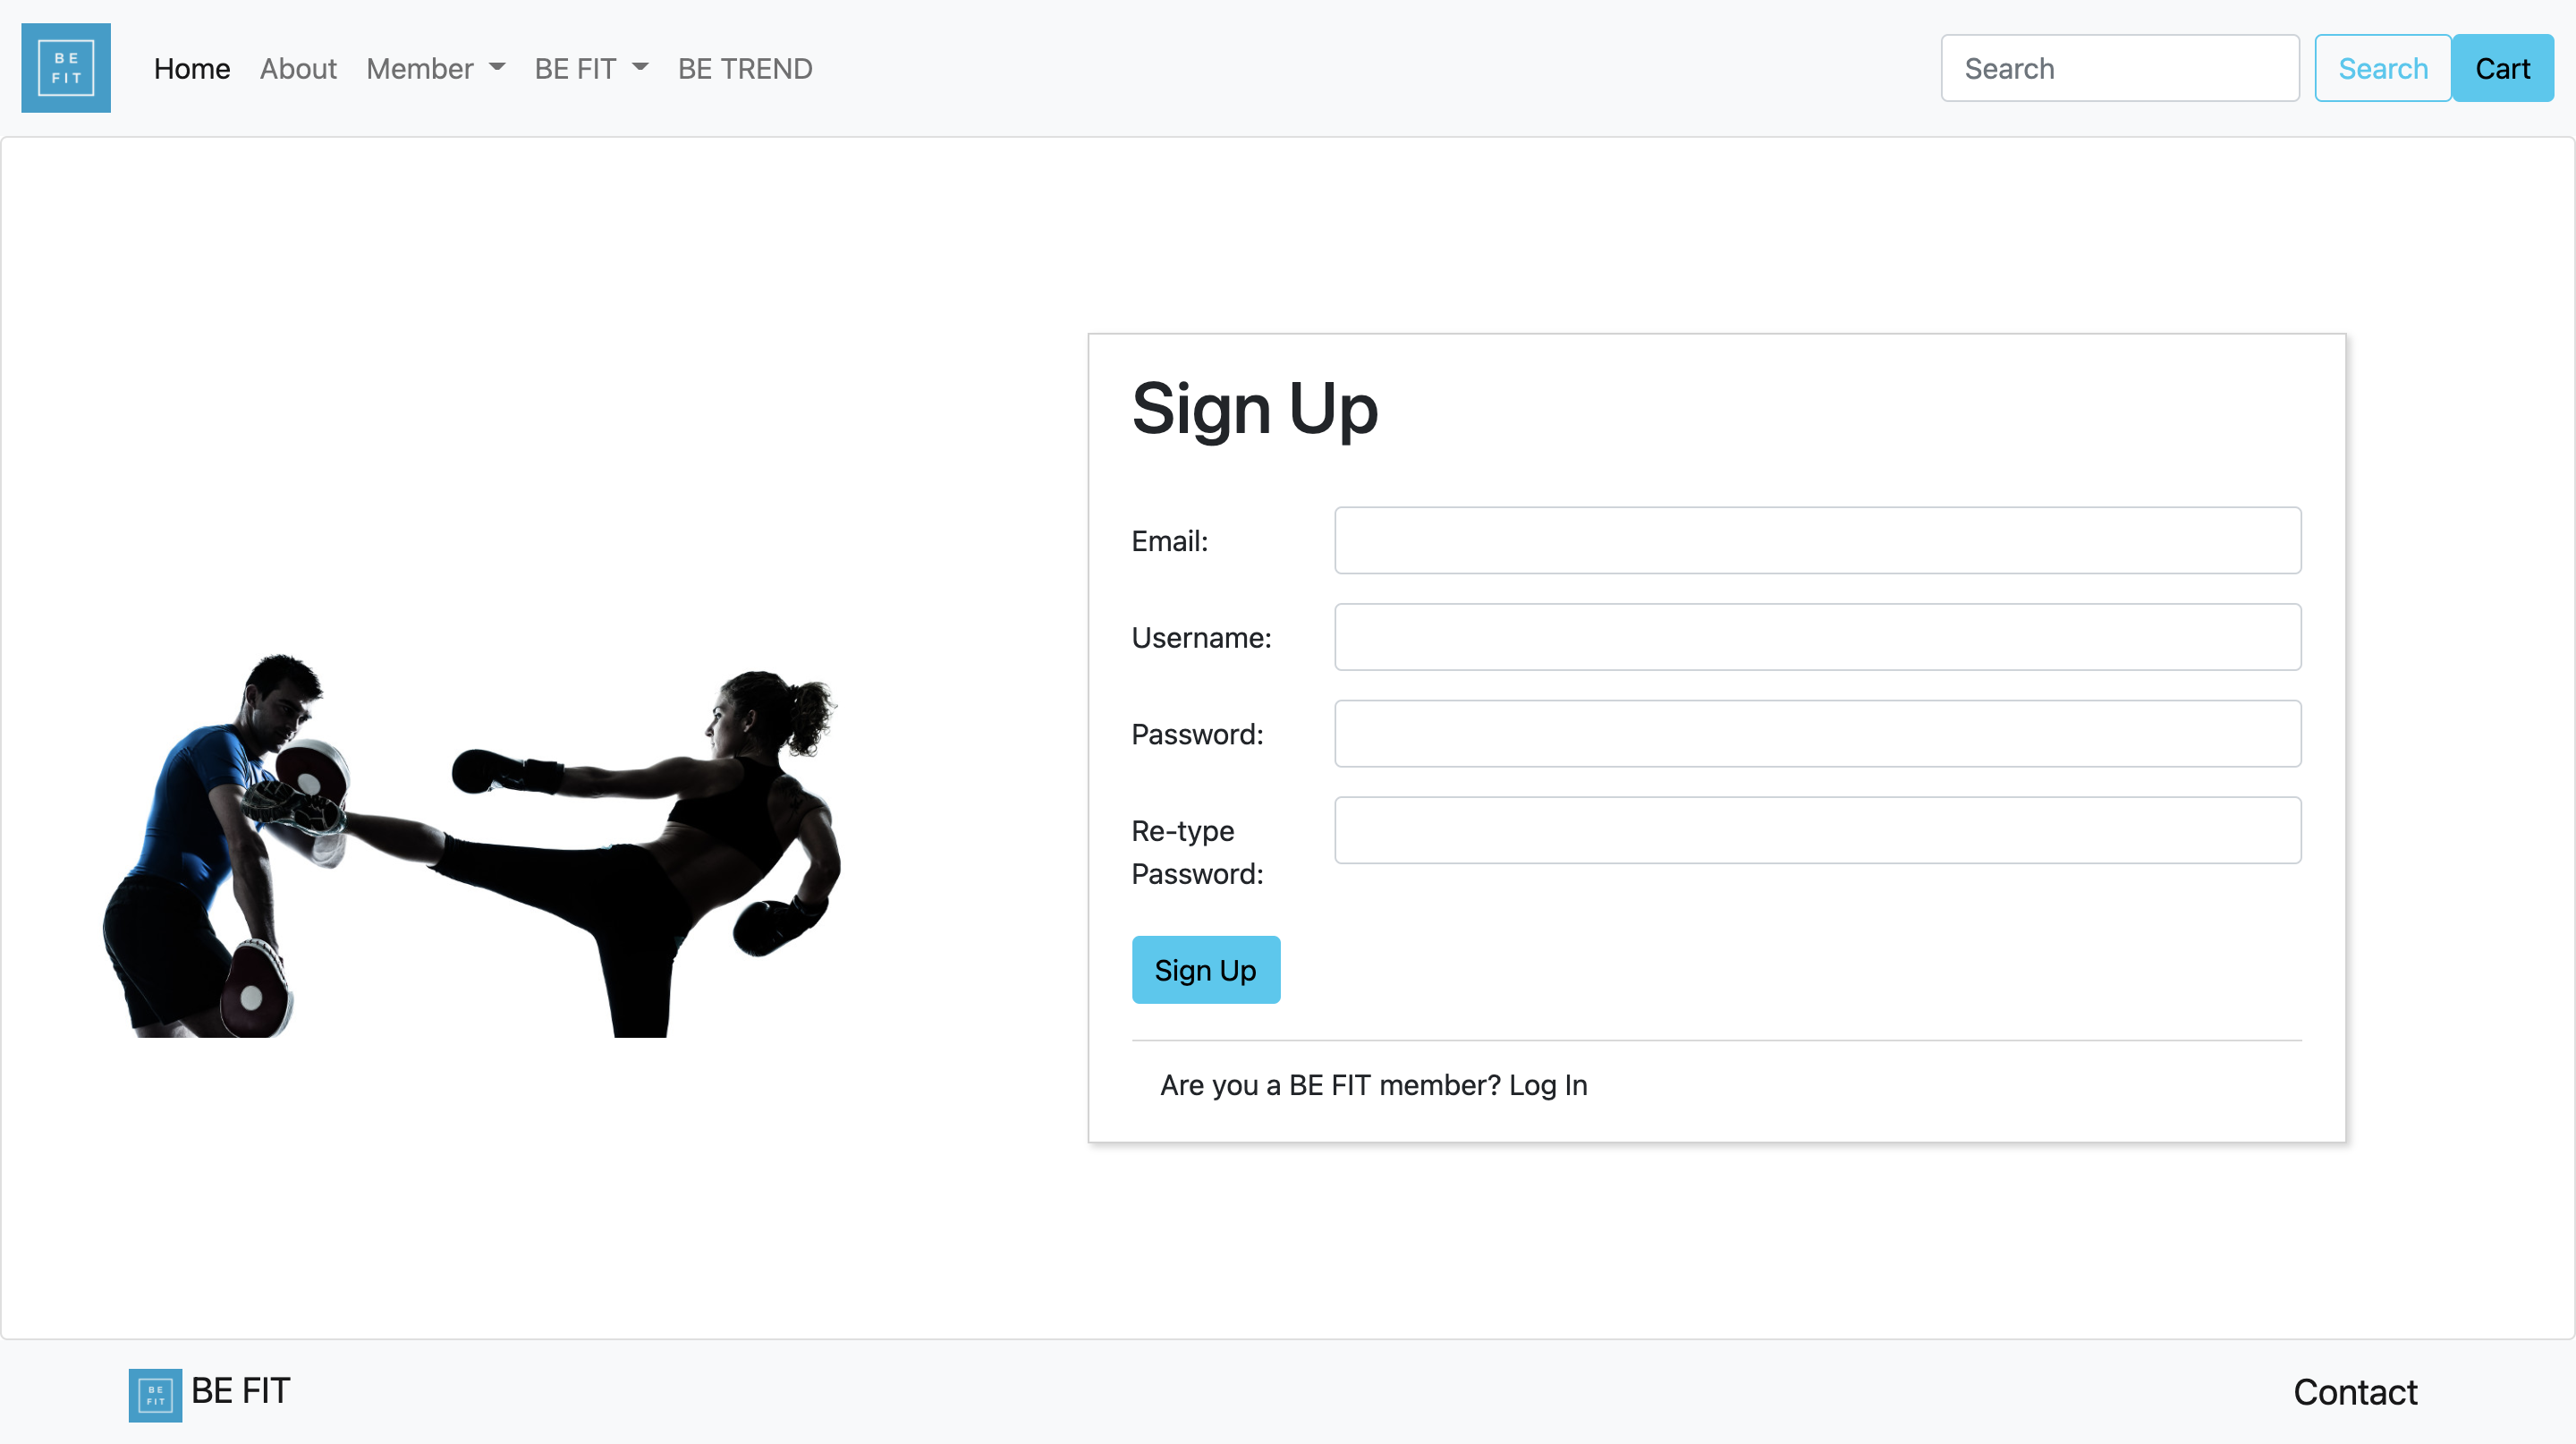 BE
FIT
Home About Member BE FIT BE TREND Search Search Cart
Sign Up
Email:
Username:
Password:
Re-type
Password:
Sign Up
Are you a BE FIT member? Log In
BE
FIT
BE FIT
Contact